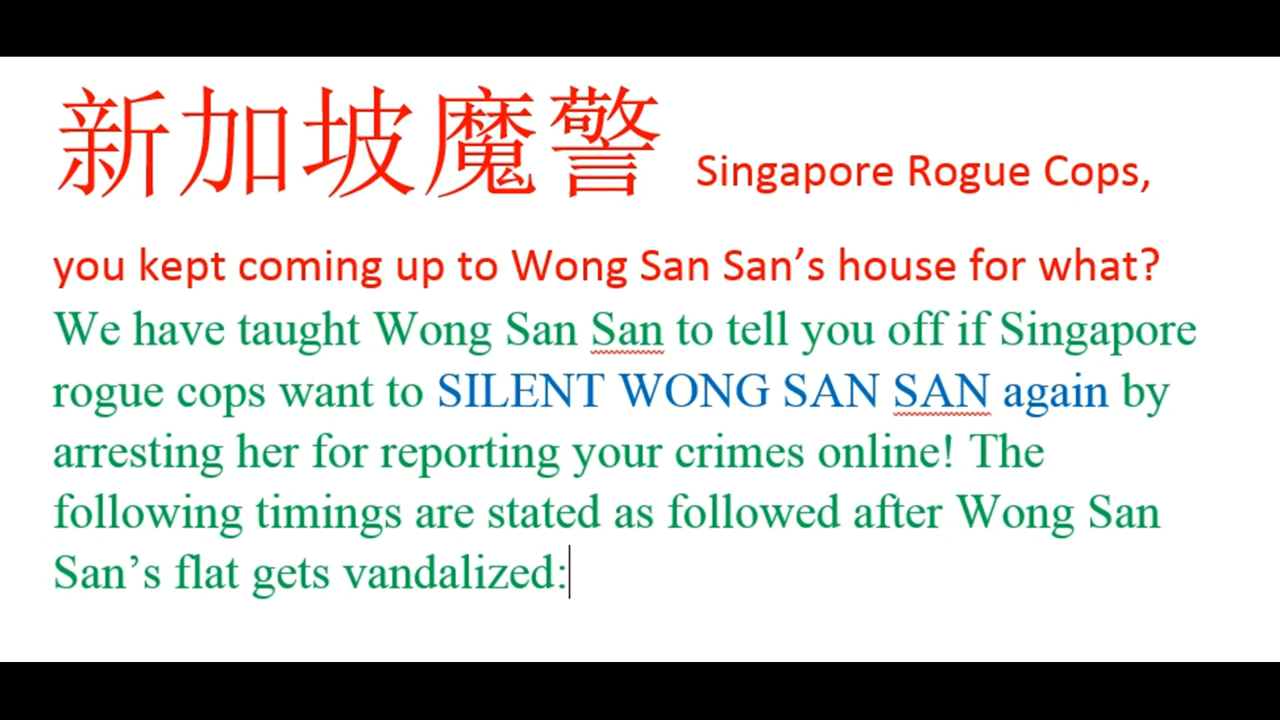 新加坡魔警 Singapore Rogue Cops,
you kept coming up to Wong San San’s house for what?
We have taught Wong San San to tell you off if Singapore
rogue cops want to SILENT WONG SAN SAN again by
arresting her for reporting your crimes online! The
following timings are stated as followed after Wong San
San’s flat gets vandalized: